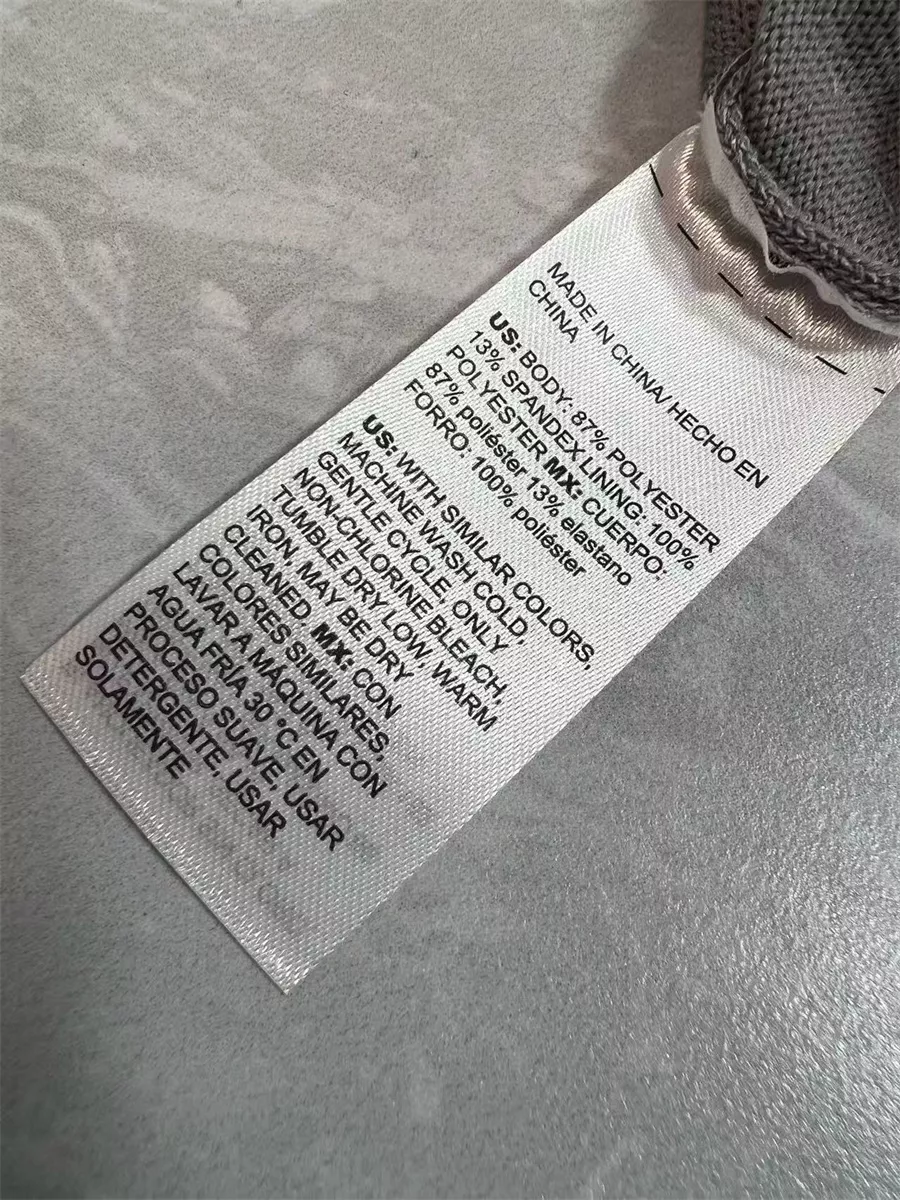 MADE IN CHINA/ HECHO EN
CHINA
US: BODY: 87% POLYESTER
13% SPANDEX LINING: 100%
POLYESTER MX: CUERPO:
87% poliéster 13% elastano
FORRO: 100% poliéster
US: WITH SIMILAR COLORS,
MACHINE WASH COLD,
GENTLE CYCLE, ONLY
NON-CHLORINE BLEACH,
TUMBLE DRY LOW, WARM
IRON, MAY BE DRY
CLEANED MX: CON
COLORES SIMILARES,
LAVAR A MÁQUINA CON
AGUA FRÍA 30 °C EN
PROCESO SUAVE, USAR
DETERGENTE, USAR
SOLAMENTE